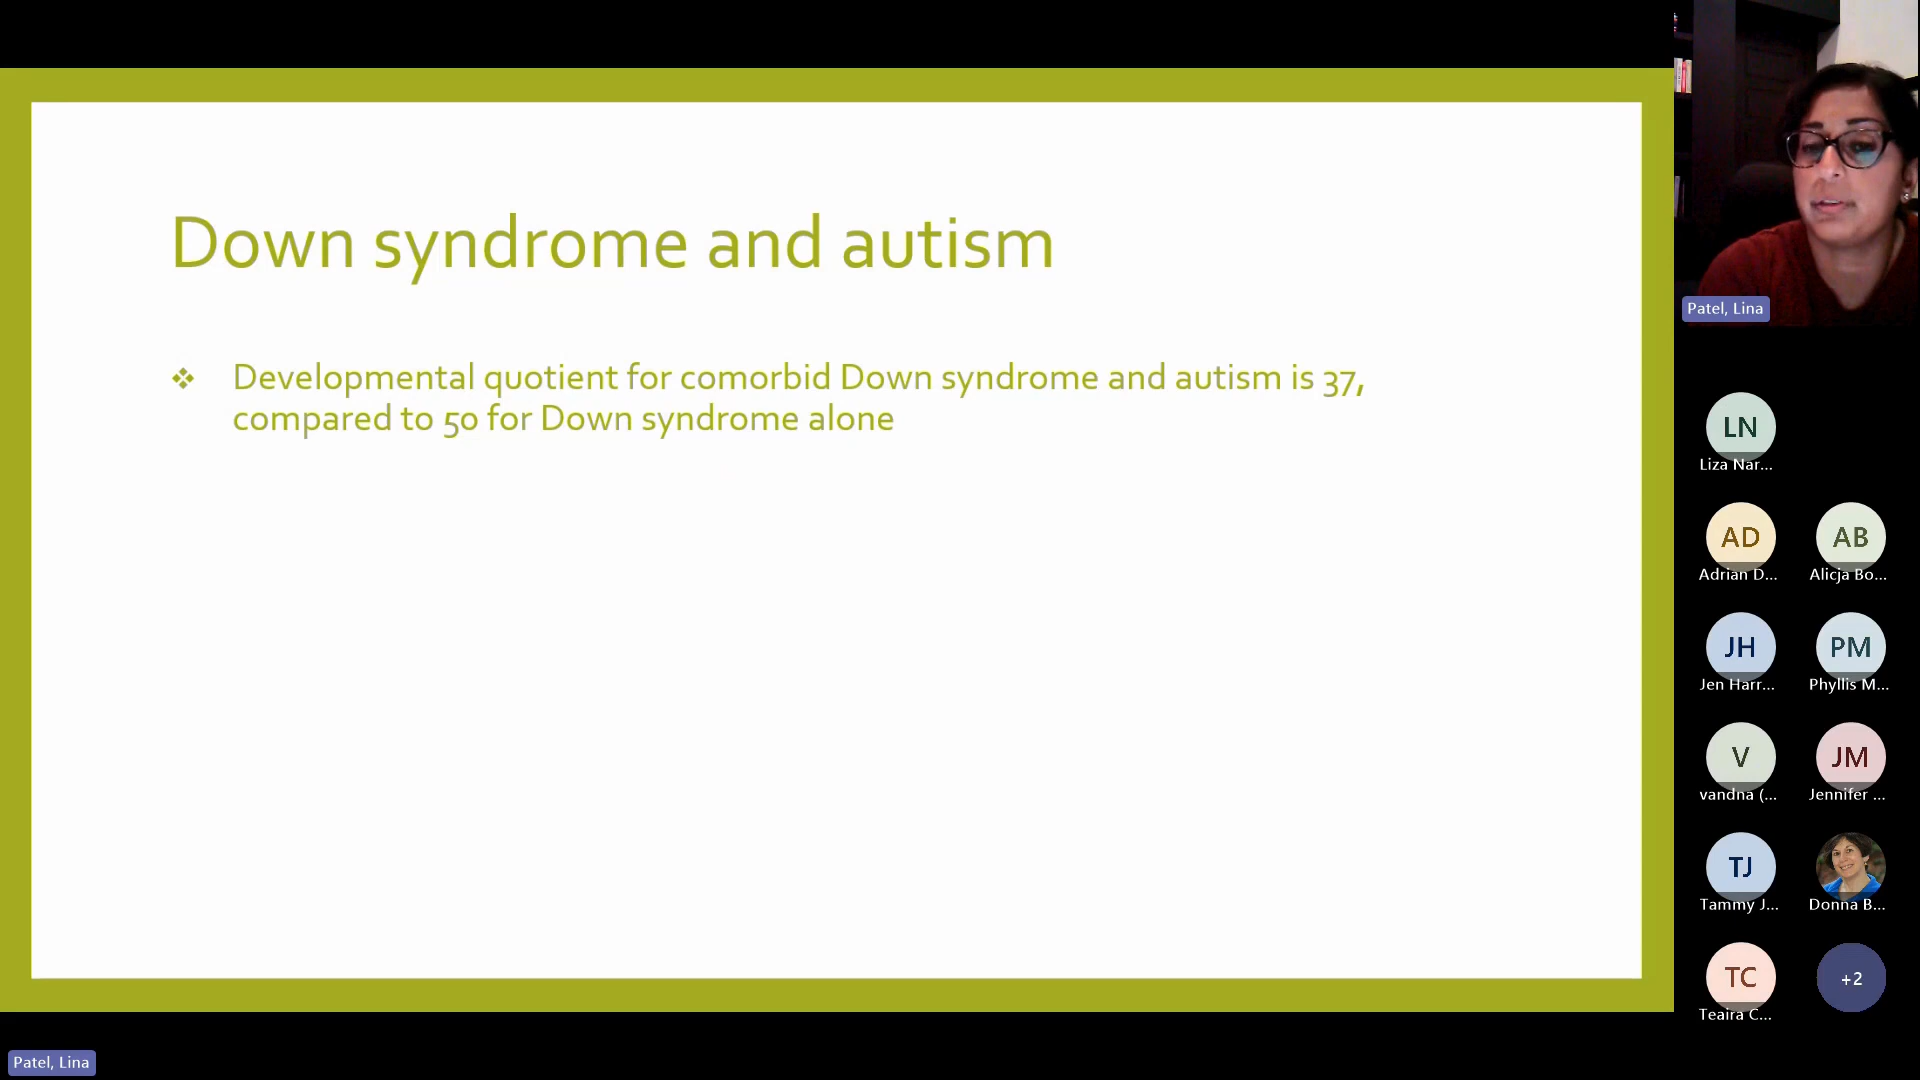 Down syndrome and autism
❖ Developmental quotient for comorbid Down syndrome and autism is 37,
compared to 50 for Down syndrome alone
Patel, Lina
LN
Liza Nar...
AD
Adrian D...
AB
Alicja Bo...
JH
Jen Harr...
PM
Phyllis M...
V
vandna (...
JM
Jennifer ...
TJ
Tammy J...
Donna B...
TC
Teaira C...
+2
Patel, Lina